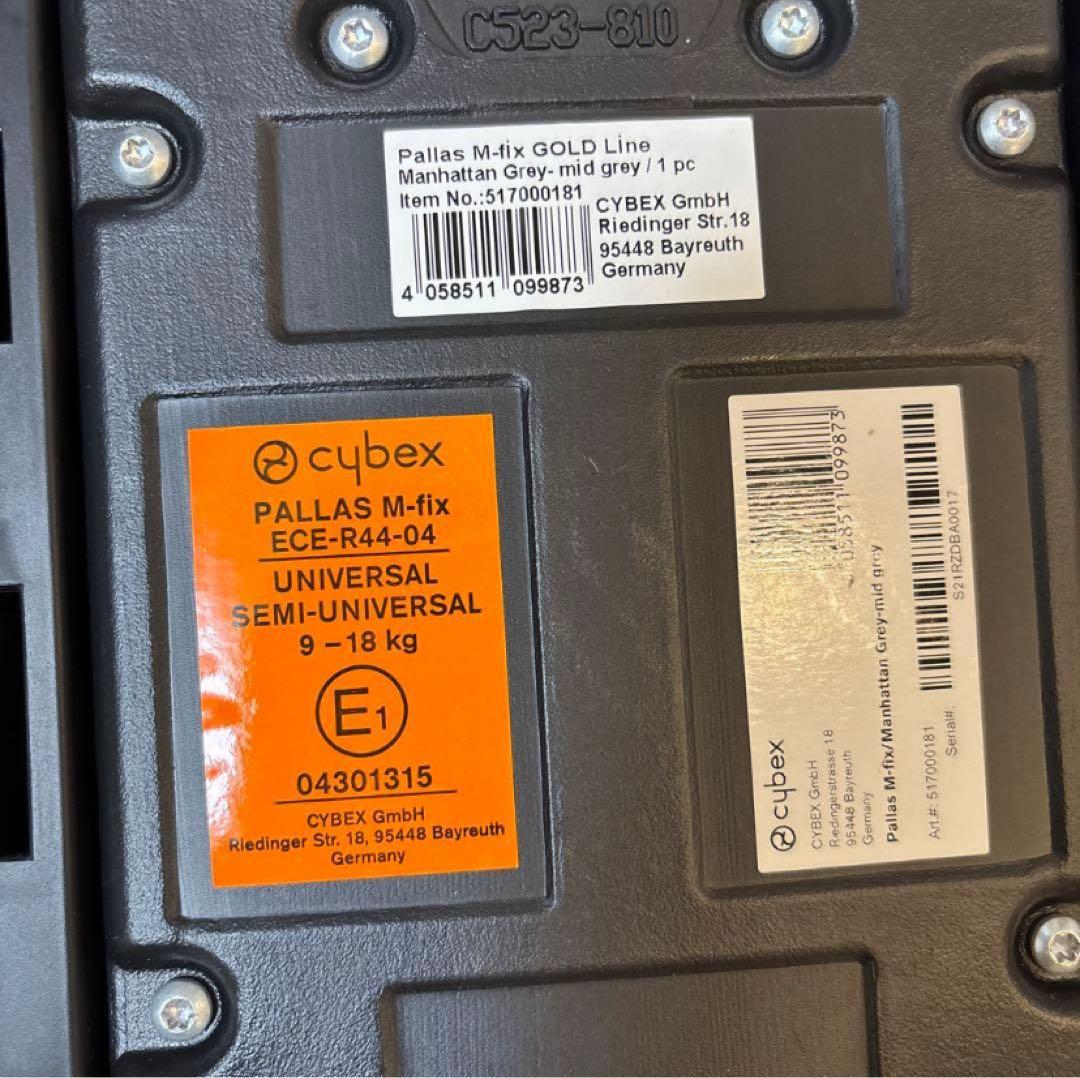 C523-810
Pallas M-fix GOLD Line
Manhattan Grey- mid grey / 1 pc
Item No.:517000181
CYBEX GmbH
Riedinger Str.18
95448 Bayreuth
Germany
4 058511 099873
cybex
PALLAS M-fix
ECE-R44-04
UNIVERSAL
SEMI-UNIVERSAL
9 – 18 kg
E1
04301315
CYBEX GmbH
Riedinger Str. 18, 95448 Bayreuth
Germany
cybex
CYBEX GmbH
Riedingerstrasse 18
95448 Bayreuth
Germany
Pallas M-fix/Manhattan Grey-mid grey
Art.#: 517000181
Serial#:
S21RZDBA0017
4 058511 099873